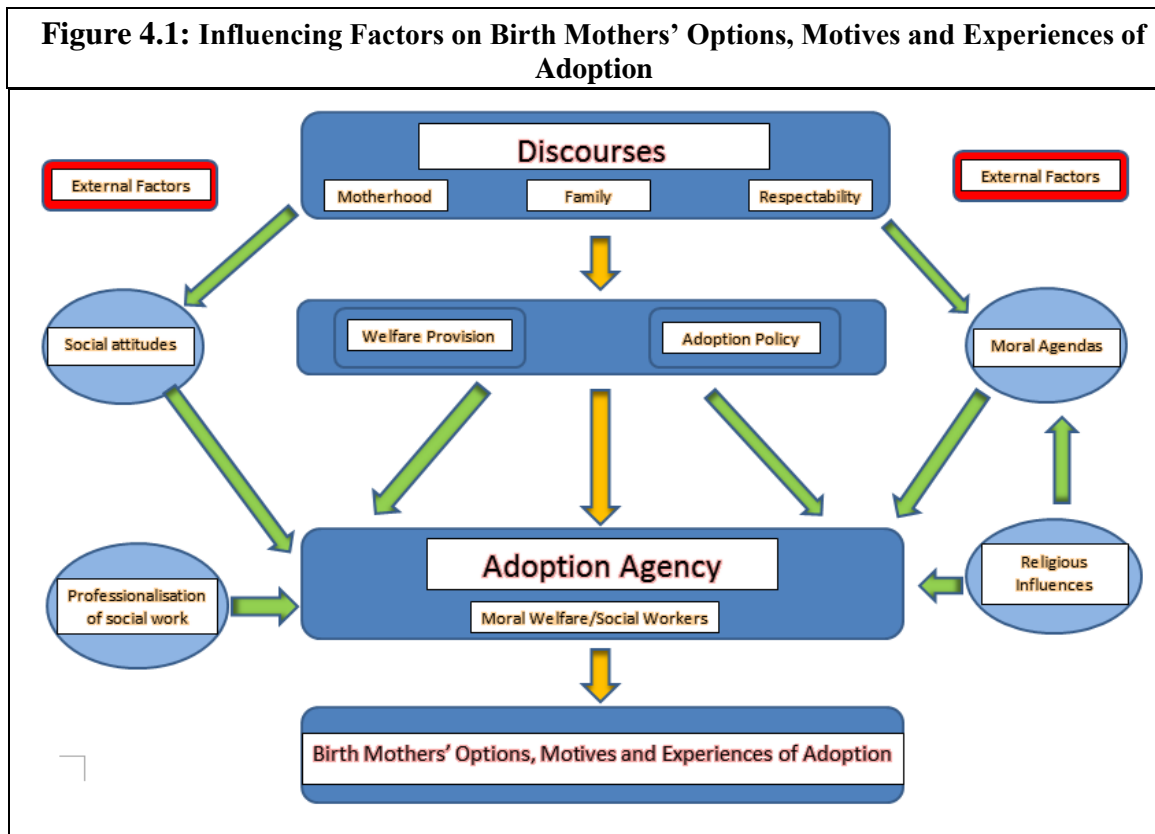 Figure 4.1: Influencing Factors on Birth Mothers’ Options, Motives and Experiences of
Adoption
Discourses
External Factors
External Factors
Motherhood
Family
Respectability
Welfare Provision
Adoption Policy
Social attitudes
Moral Agendas
Adoption Agency
Religious
Influences
Professionalisation
of social work
Moral Welfare/Social Workers
Birth Mothers’ Options, Motives and Experiences of Adoption